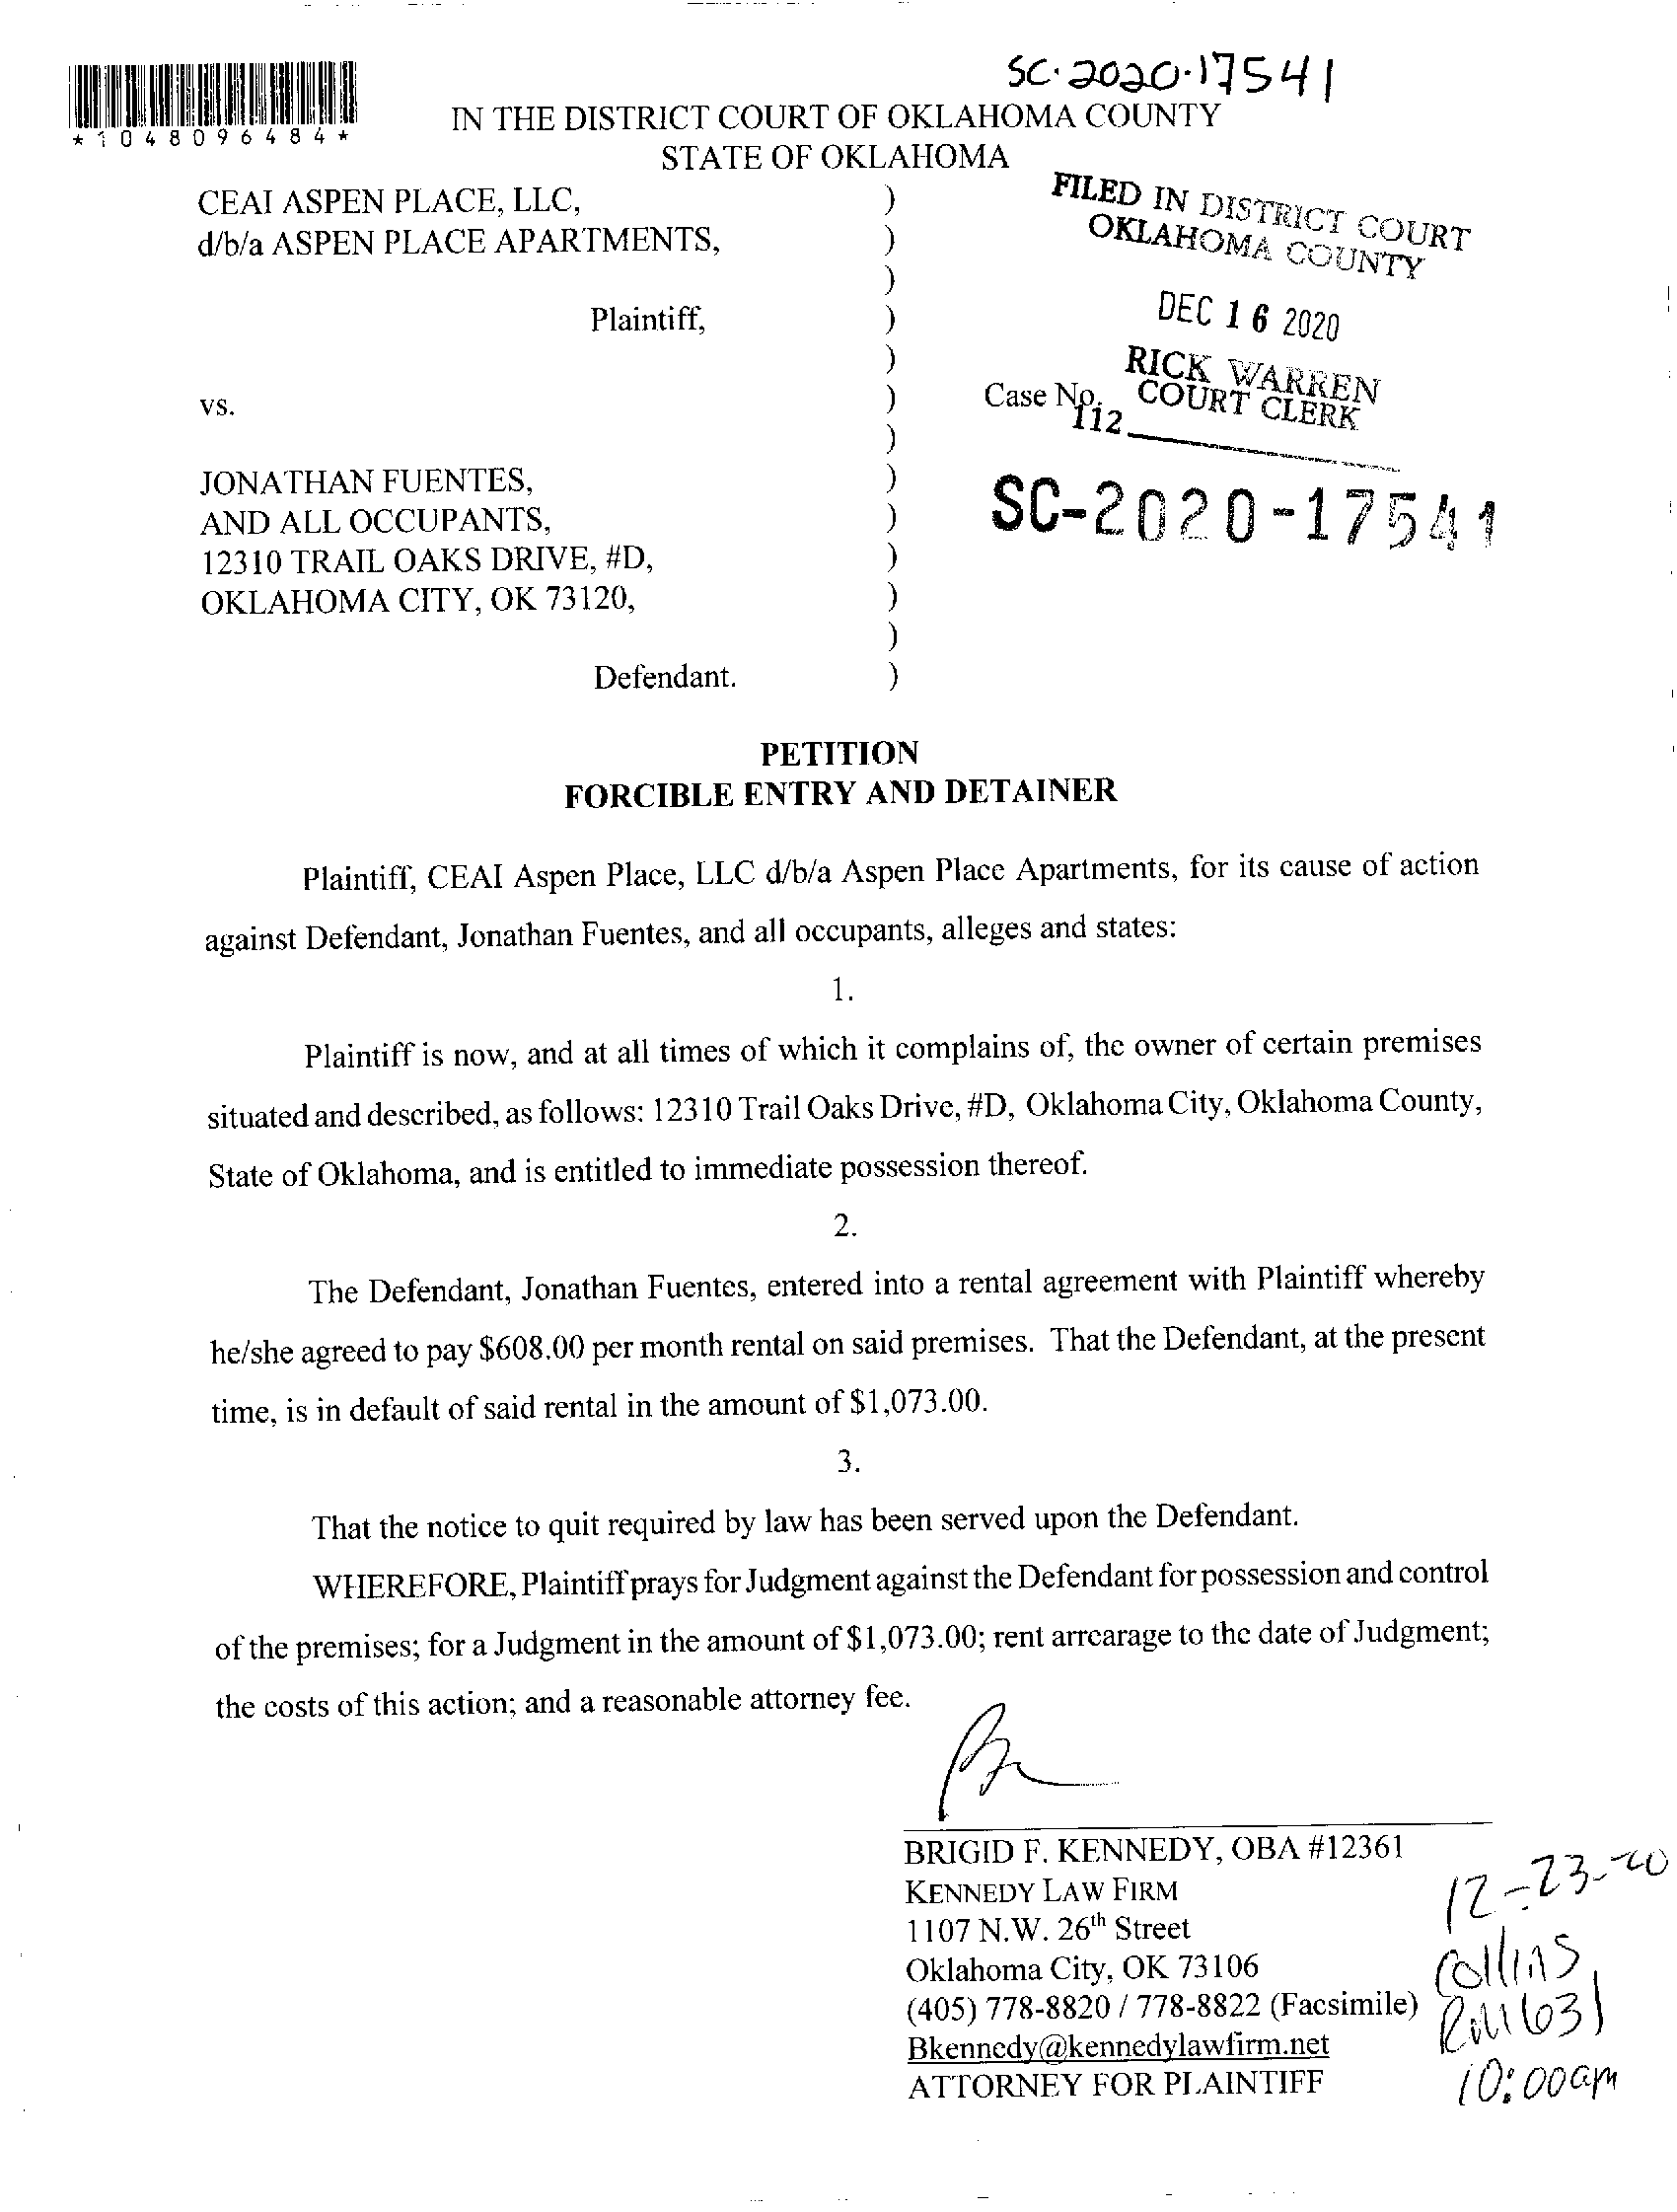 SC-2020-17541
*1048096484*
IN THE DISTRICT COURT OF OKLAHOMA COUNTY
STATE OF OKLAHOMA
CEAI ASPEN PLACE, LLC, )
d/b/a ASPEN PLACE APARTMENTS, )
)
Plaintiff, )
)
vs. )
)
JONATHAN FUENTES, )
AND ALL OCCUPANTS, )
12310 TRAIL OAKS DRIVE, #D, )
OKLAHOMA CITY, OK 73120, )
)
Defendant. )
FILED IN DISTRICT COURT
OKLAHOMA COUNTY
DEC 16 2020
RICK WARREN
COURT CLERK
Case No.
112
SC-2020-17541
PETITION
FORCIBLE ENTRY AND DETAINER
Plaintiff, CEAI Aspen Place, LLC d/b/a Aspen Place Apartments, for its cause of action
against Defendant, Jonathan Fuentes, and all occupants, alleges and states:
1.
Plaintiff is now, and at all times of which it complains of, the owner of certain premises
situated and described, as follows: 12310 Trail Oaks Drive, #D, Oklahoma City, Oklahoma County,
State of Oklahoma, and is entitled to immediate possession thereof.
2.
The Defendant, Jonathan Fuentes, entered into a rental agreement with Plaintiff whereby
he/she agreed to pay $608.00 per month rental on said premises. That the Defendant, at the present
time, is in default of said rental in the amount of $1,073.00.
3.
That the notice to quit required by law has been served upon the Defendant.
WHEREFORE, Plaintiff prays for Judgment against the Defendant for possession and control
of the premises; for a Judgment in the amount of $1,073.00; rent arrearage to the date of Judgment;
the costs of this action; and a reasonable attorney fee.
BRIGID F. KENNEDY, OBA #12361
KENNEDY LAW FIRM
1107 N.W. 26th Street
Oklahoma City, OK 73106
(405) 778-8820 / 778-8822 (Facsimile)
Bkennedy@kennedylawfirm.net
ATTORNEY FOR PLAINTIFF
12-23-20
Collins
Rm 631
10:00am